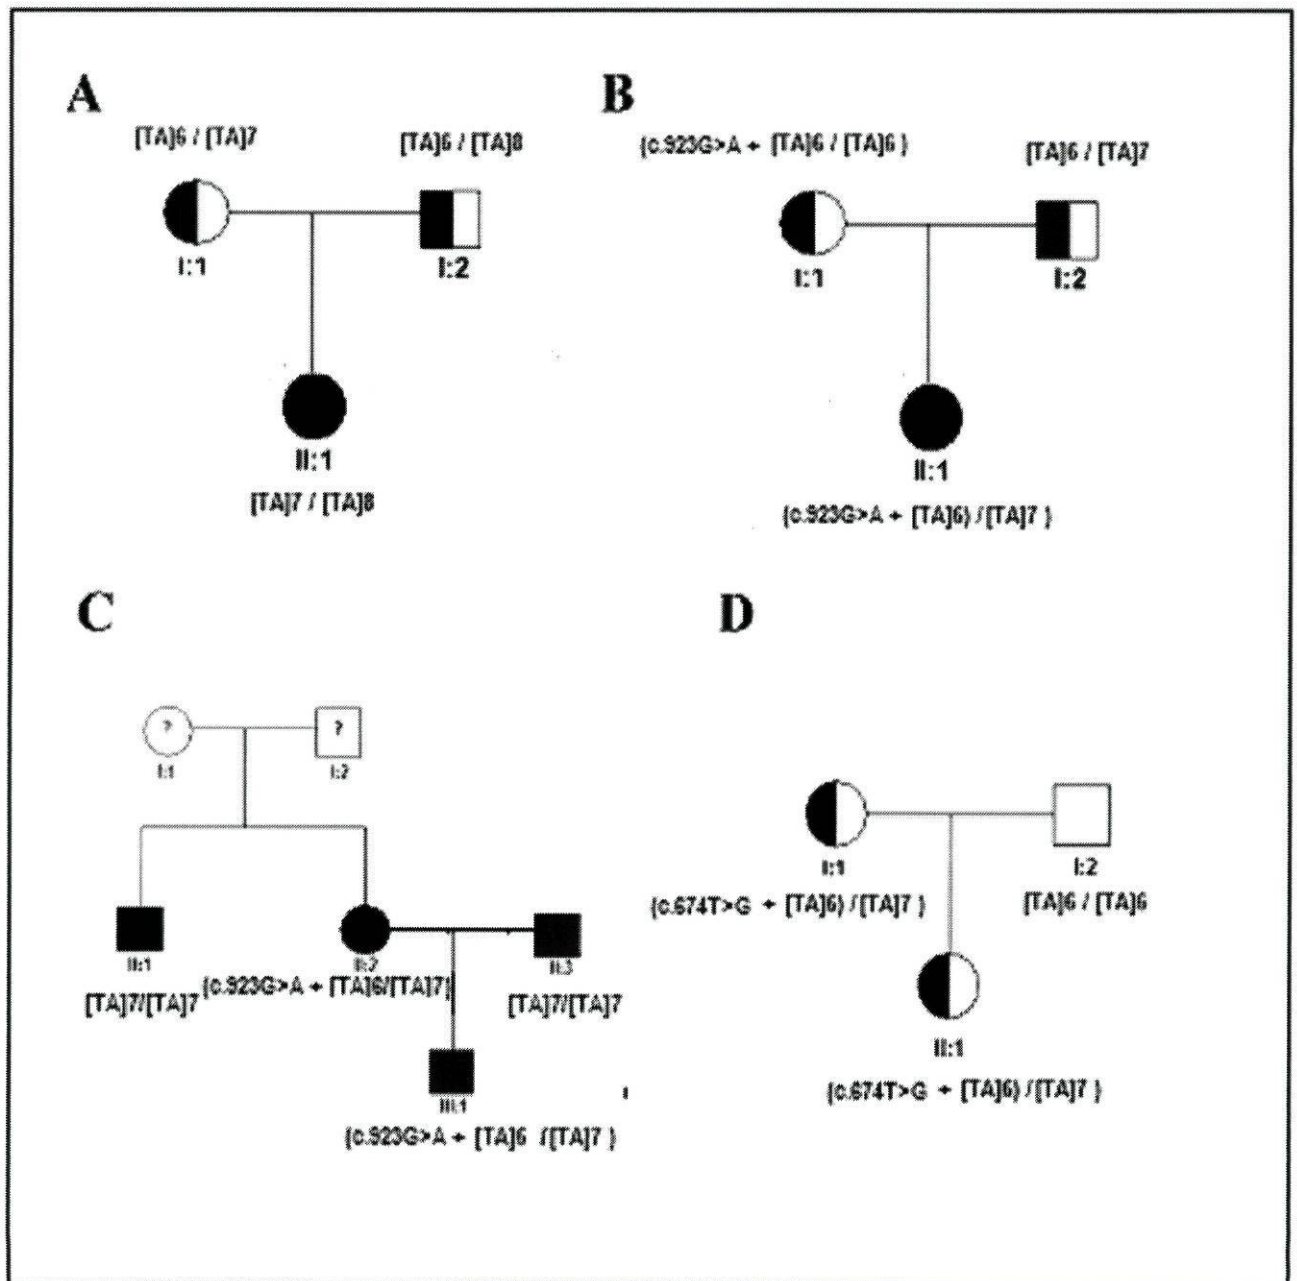 A
B
[TA]6 / [TA]7
[TA]6 / [TA]8
(c.923G>A + [TA]6 / [TA]6 )
[TA]6 / [TA]7
I:1
I:2
I:1
I:2
II:1
[TA]7 / [TA]8
II:1
(c.923G>A + [TA]6) / [TA]7 )
C
D
?
?
I:1
I:2
I:1
I:2
(c.674T>G + [TA]6) / [TA]7 )
[TA]6 / [TA]6
II:1
II:2
II:3
[TA]7/[TA]7
(c.923G>A + [TA]6/[TA]7)
[TA]7/[TA]7
II:1
(c.674T>G + [TA]6) / [TA]7 )
III:1
(c.923G>A + [TA]6 /[TA]7 )